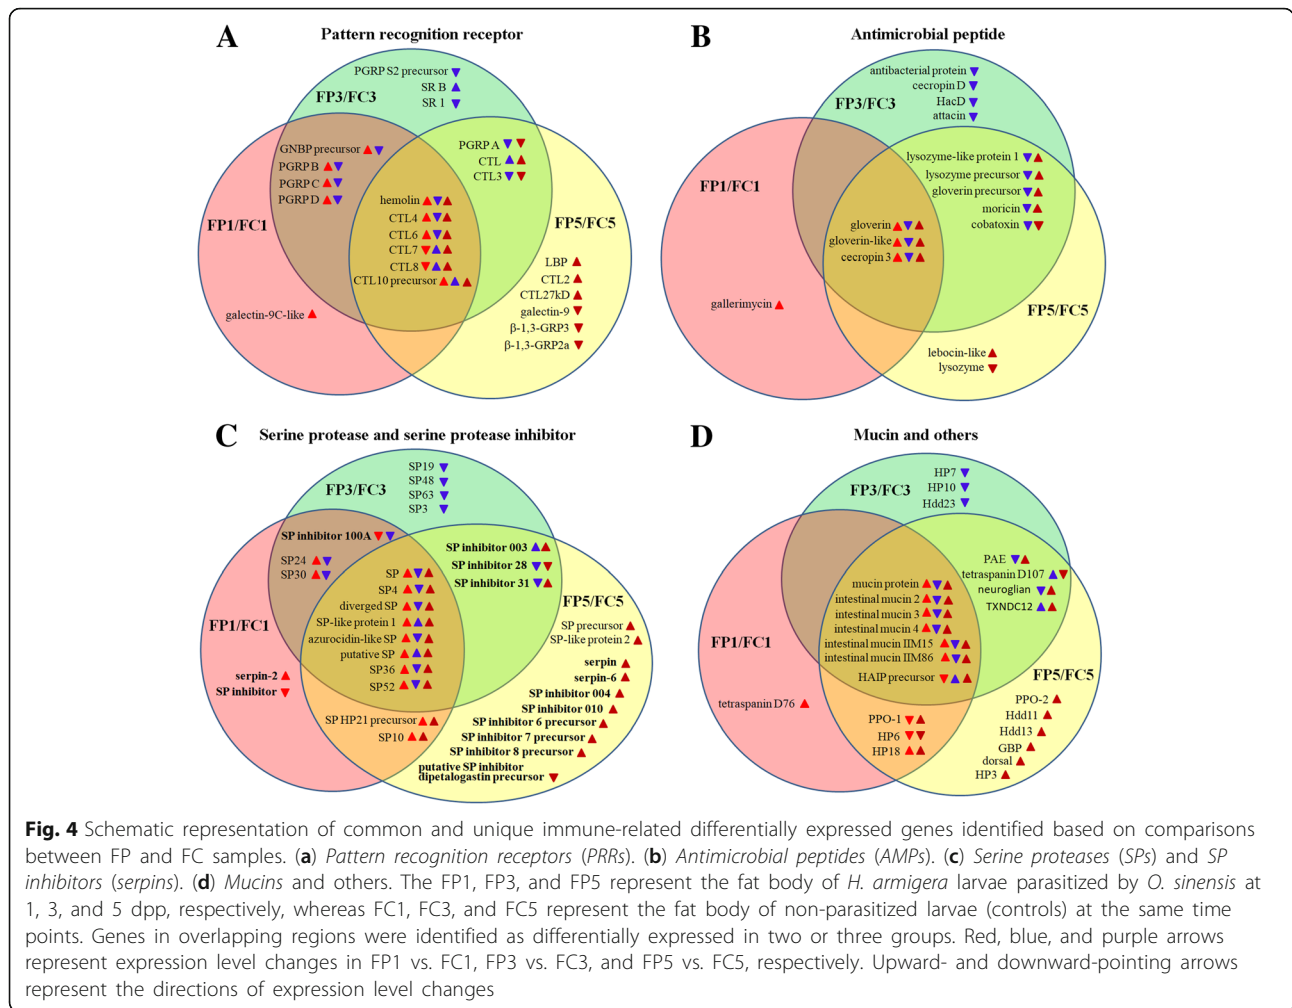 A Pattern recognition receptor
PGRP S2 precursor
SR B
SR 1
FP3/FC3
GNBP precursor
PGRP B
PGRP C
PGRP D
PGRP A
CTL
CTL3
FP1/FC1
hemolin
CTL4
CTL6
CTL7
CTL8
CTL10 precursor
FP5/FC5
LBP
CTL2
CTL27kD
galectin-9
β-1,3-GRP3
β-1,3-GRP2a
galectin-9C-like
B Antimicrobial peptide
antibacterial protein
cecropin D
HacD
attacin
FP3/FC3
lysozyme-like protein 1
lysozyme precursor
gloverin precursor
moricin
cobatoxin
FP1/FC1
gloverin
gloverin-like
cecropin 3
gallerimycin
FP5/FC5
lebocin-like
lysozyme
C Serine protease and serine protease inhibitor
SP19
SP48
SP63
SP3
FP3/FC3
SP inhibitor 100A
SP24
SP30
SP inhibitor 003
SP inhibitor 28
SP inhibitor 31
SP
SP4
diverged SP
SP-like protein 1
azurocidin-like SP
putative SP
SP36
SP52
FP1/FC1
serpin-2
SP inhibitor
SP HP21 precursor
SP10
FP5/FC5
SP precursor
SP-like protein 2
serpin
serpin-6
SP inhibitor 004
SP inhibitor 010
SP inhibitor 6 precursor
SP inhibitor 7 precursor
SP inhibitor 8 precursor
putative SP inhibitor
dipetalogastin precursor
D Mucin and others
HP7
HP10
Hdd23
FP3/FC3
PAE
tetraspanin D107
neuroglian
TXNDC12
mucin protein
intestinal mucin 2
intestinal mucin 3
intestinal mucin 4
intestinal mucin IIM15
intestinal mucin IIM86
HAIP precursor
FP1/FC1
tetraspanin D76
PPO-1
HP6
HP18
FP5/FC5
PPO-2
Hdd11
Hdd13
GBP
dorsal
HP3
Fig. 4 Schematic representation of common and unique immune-related differentially expressed genes identified based on comparisons
between FP and FC samples. (a) Pattern recognition receptors (PRRs). (b) Antimicrobial peptides (AMPs). (c) Serine proteases (SPs) and SP
inhibitors (serpins). (d) Mucins and others. The FP1, FP3, and FP5 represent the fat body of H. armigera larvae parasitized by O. sinensis at
1, 3, and 5 dpp, respectively, whereas FC1, FC3, and FC5 represent the fat body of non-parasitized larvae (controls) at the same time
points. Genes in overlapping regions were identified as differentially expressed in two or three groups. Red, blue, and purple arrows
represent expression level changes in FP1 vs. FC1, FP3 vs. FC3, and FP5 vs. FC5, respectively. Upward- and downward-pointing arrows
represent the directions of expression level changes